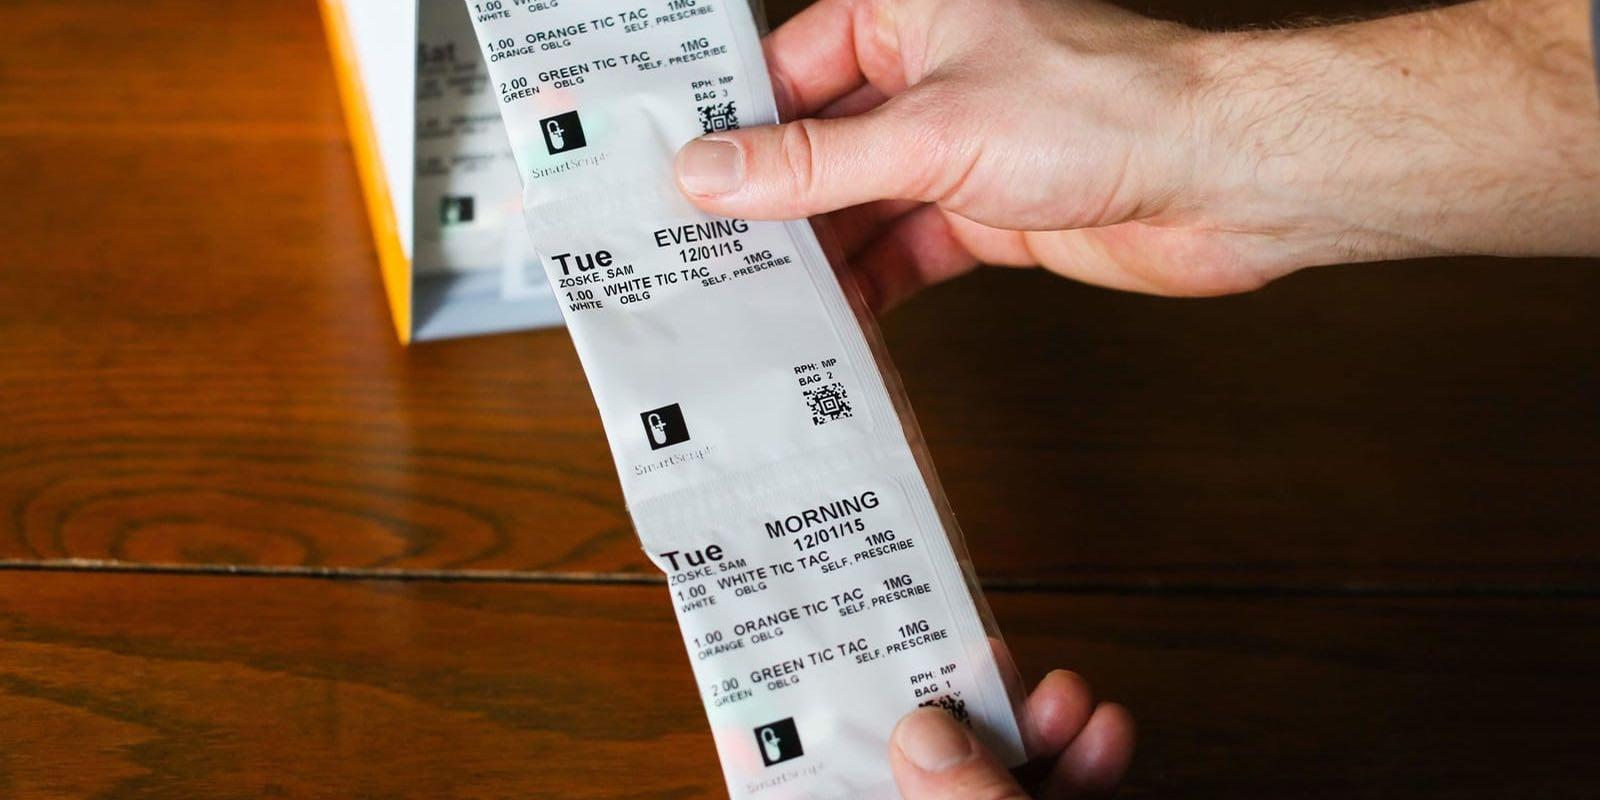 1.00
WHITE OBLG
1.00 ORANGE TIC TAC 1MG
ORANGE OBLG SELF. PRESCRIBE
2.00 GREEN TIC TAC 1MG
GREEN OBLG SELF. PRESCRIBE
RPH: MP
BAG 3
SmartScripts
Tue EVENING
12/01/15
ZOSKE, SAM
1.00 WHITE TIC TAC 1MG
WHITE OBLG SELF. PRESCRIBE
RPH: MP
BAG 2
SmartScripts
Tue MORNING
12/01/15
ZOSKE, SAM
1.00 WHITE TIC TAC 1MG
WHITE OBLG SELF. PRESCRIBE
1.00 ORANGE TIC TAC 1MG
ORANGE OBLG SELF. PRESCRIBE
2.00 GREEN TIC TAC 1MG
GREEN OBLG SELF. PRESCRIBE
RPH: MP
BAG 1
SmartScripts
Sat